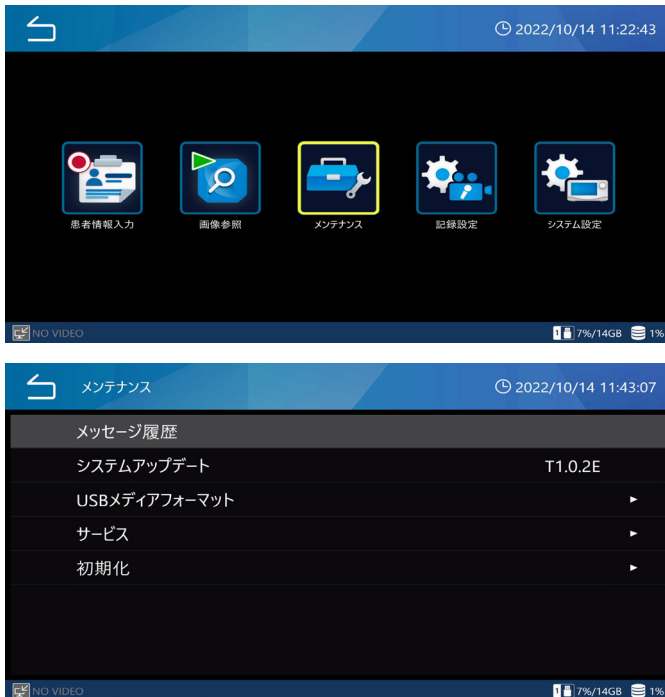 2022/10/14 11:22:43
患者情報入力
画像参照
メンテナンス
記録設定
システム設定
NO VIDEO
1 7%/14GB 1%
メンテナンス 2022/10/14 11:43:07
メッセージ履歴
システムアップデート T1.0.2E
USBメディアフォーマット
サービス
初期化
NO VIDEO
1 7%/14GB 1%